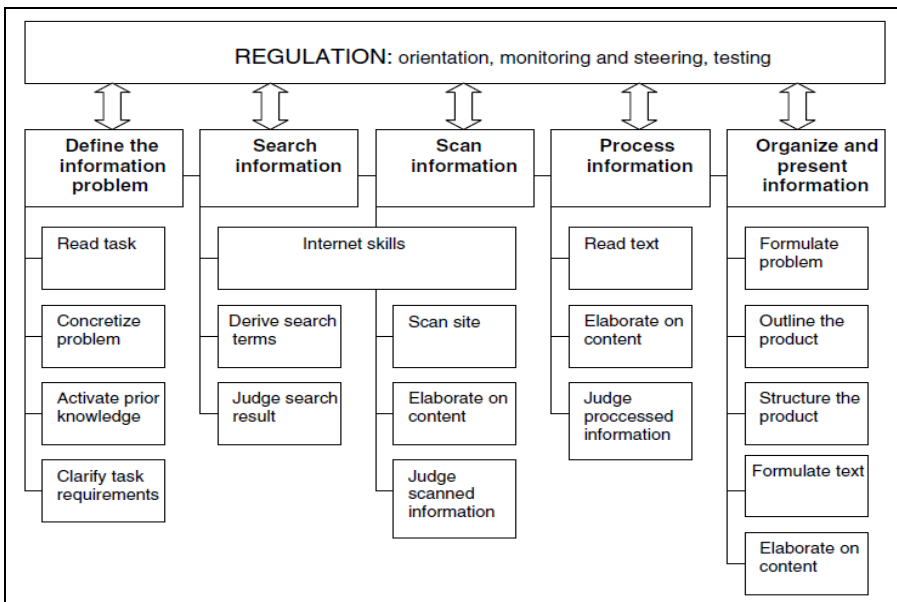 REGULATION: orientation, monitoring and steering, testing
Define the
information
problem
Search
information
Scan
information
Process
information
Organize and
present
information
Read task
Internet skills
Read text
Formulate
problem
Concretize
problem
Derive search
terms
Scan site
Elaborate on
content
Outline the
product
Activate prior
knowledge
Judge search
result
Elaborate on
content
Judge
proccessed
information
Structure the
product
Clarify task
requirements
Judge
scanned
information
Formulate text
Elaborate on
content